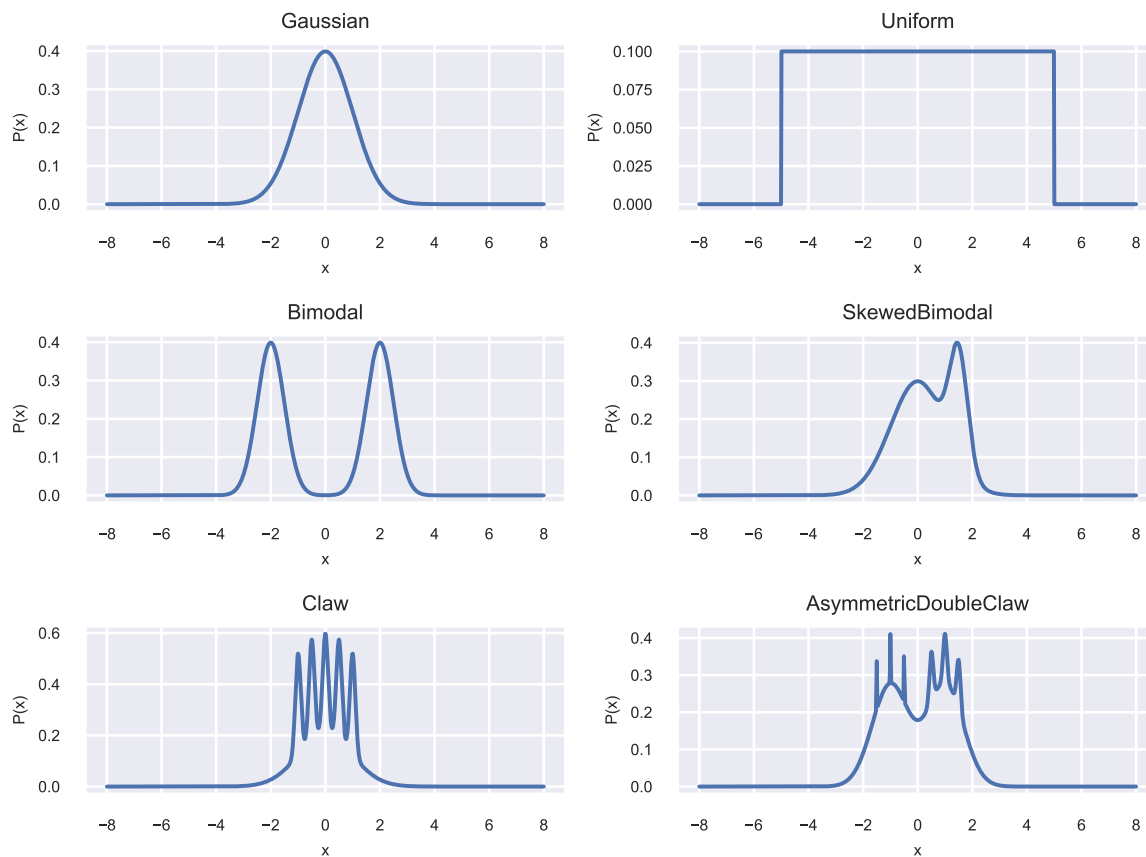 Gaussian
P(x)
0.4
0.3
0.2
0.1
0.0
−8 −6 −4 −2 0 2 4 6 8
x
Uniform
P(x)
0.100
0.075
0.050
0.025
0.000
−8 −6 −4 −2 0 2 4 6 8
x
Bimodal
P(x)
0.4
0.3
0.2
0.1
0.0
−8 −6 −4 −2 0 2 4 6 8
x
SkewedBimodal
P(x)
0.4
0.3
0.2
0.1
0.0
−8 −6 −4 −2 0 2 4 6 8
x
Claw
P(x)
0.6
0.4
0.2
0.0
−8 −6 −4 −2 0 2 4 6 8
x
AsymmetricDoubleClaw
P(x)
0.4
0.3
0.2
0.1
0.0
−8 −6 −4 −2 0 2 4 6 8
x